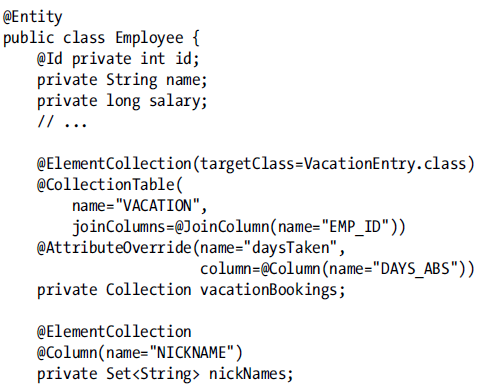 @Entity
public class Employee {
    @Id private int id;
    private String name;
    private long salary;
    // ...

    @ElementCollection(targetClass=VacationEntry.class)
    @CollectionTable(
        name="VACATION",
        joinColumns=@JoinColumn(name="EMP_ID"))
    @AttributeOverride(name="daysTaken",
                       column=@Column(name="DAYS_ABS"))
    private Collection vacationBookings;

    @ElementCollection
    @Column(name="NICKNAME")
    private Set<String> nickNames;